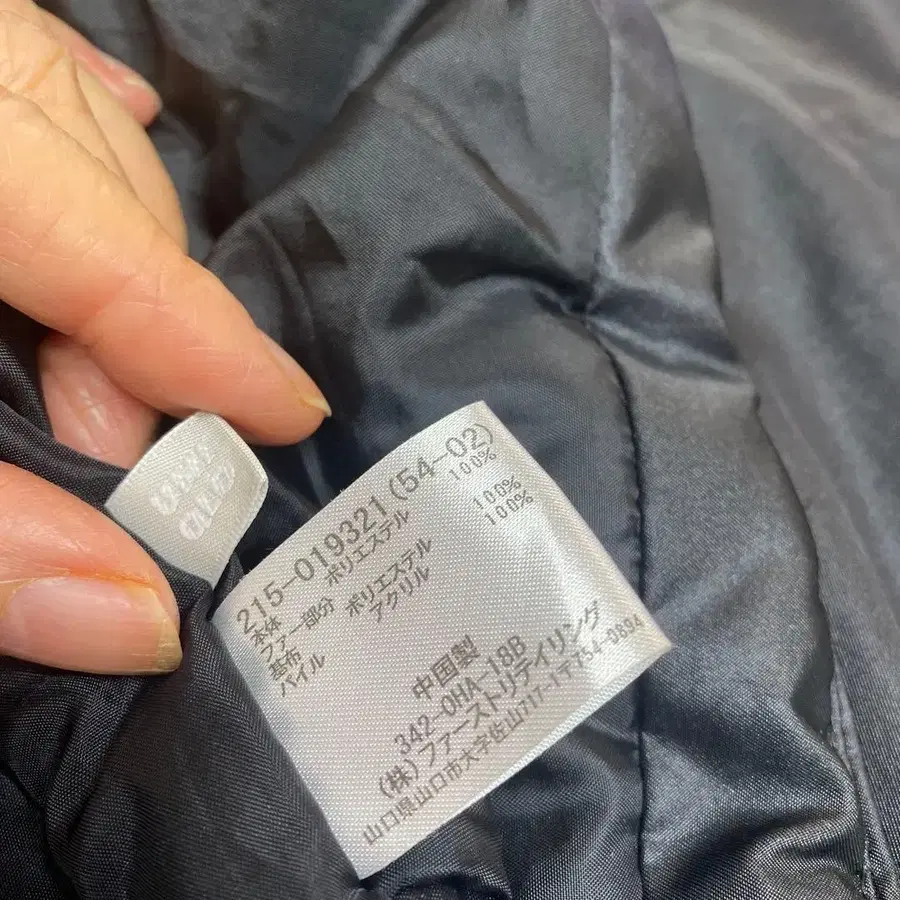 215-019321(54-02)
本体 ポリエステル 100%
ファー部分
基布 ポリエステル 100%
パイル アクリル 100%
中国製
342-0HA-18B
(株)ファーストリテイリング
山口県山口市大字佐山717-1〒754-0894